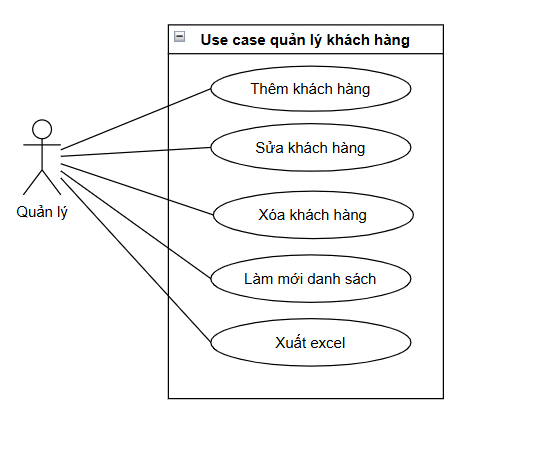 Use case quản lý khách hàng
Thêm khách hàng
Sửa khách hàng
Xóa khách hàng
Quản lý
Làm mới danh sách
Xuất excel